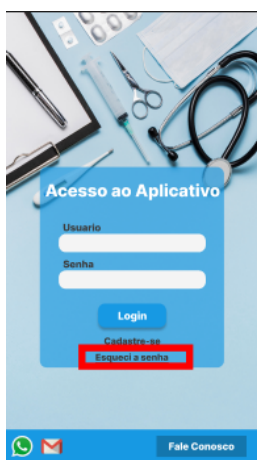 Acesso ao Aplicativo
Usuario
Senha
Login
Cadastre-se
Esqueci a senha
Fale Conosco